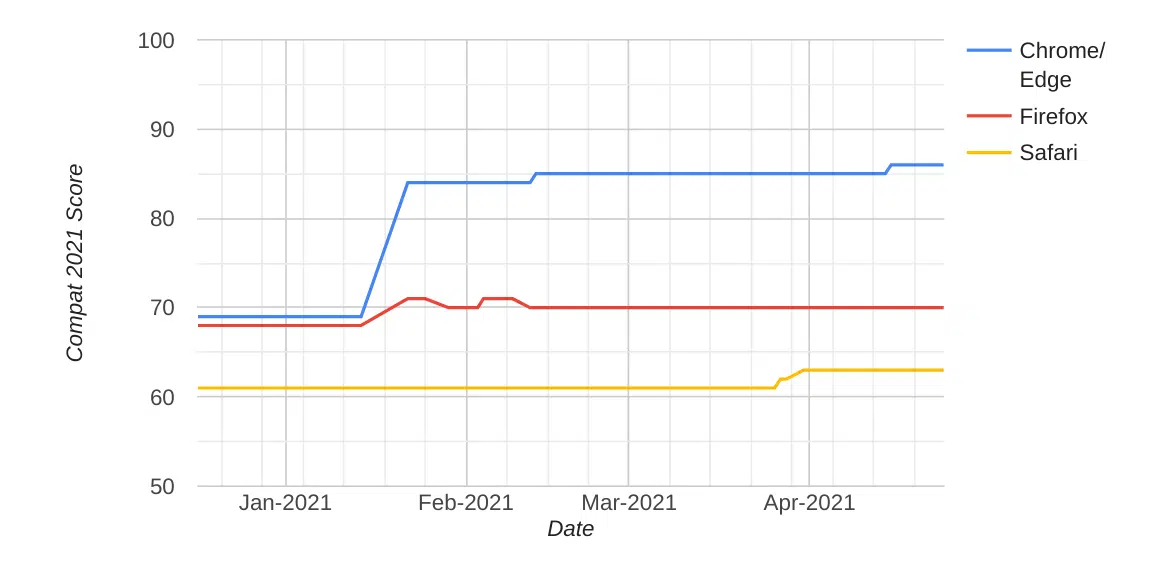 100
90
80
70
60
50
Compat 2021 Score
Jan-2021
Feb-2021
Mar-2021
Apr-2021
Date
Chrome/
Edge
Firefox
Safari